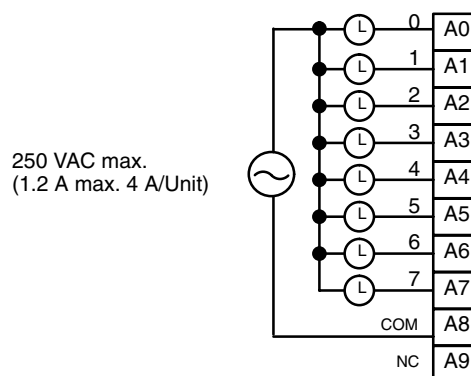 L 0 A0
L 1 A1
L 2 A2
L 3 A3
250 VAC max.
(1.2 A max. 4 A/Unit)
L 4 A4
L 5 A5
L 6 A6
L 7 A7
COM A8
NC A9